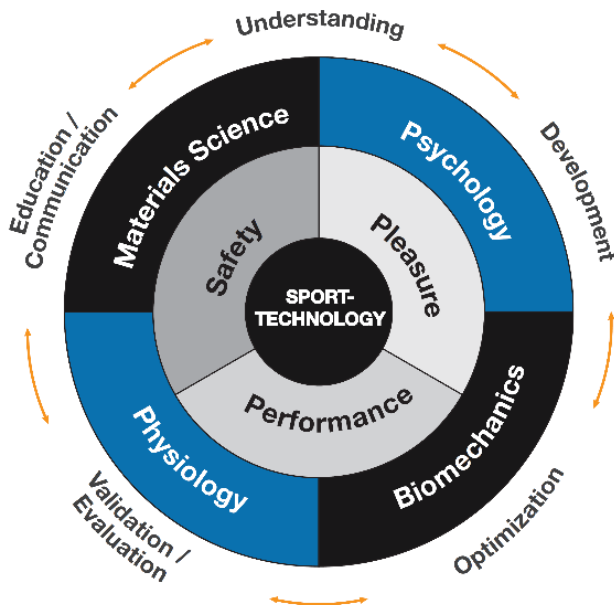 Understanding
Education /
Communication
Development
Materials Science
Psychology
Safety
Pleasure
SPORT-
TECHNOLOGY
Performance
Physiology
Biomechanics
Validation /
Evaluation
Optimization